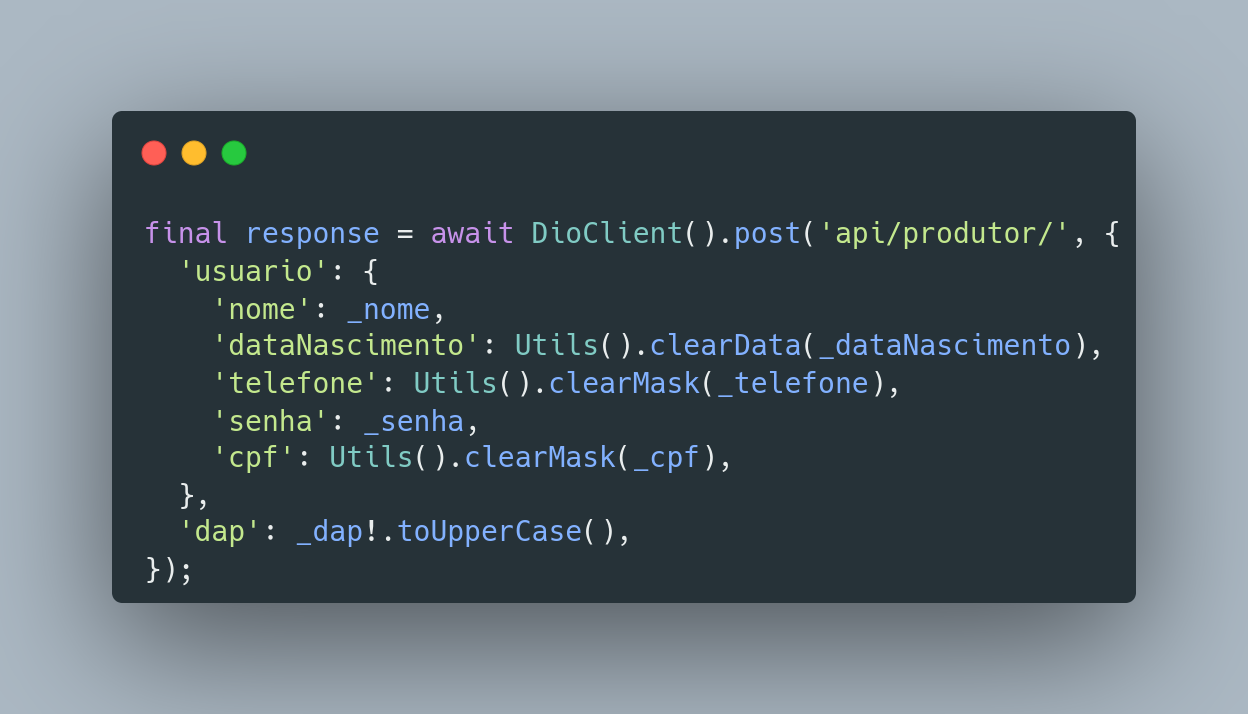 final response = await DioClient().post('api/produtor/', {
  'usuario': {
    'nome': _nome,
    'dataNascimento': Utils().clearData(_dataNascimento),
    'telefone': Utils().clearMask(_telefone),
    'senha': _senha,
    'cpf': Utils().clearMask(_cpf),
  },
  'dap': _dap!.toUpperCase(),
});